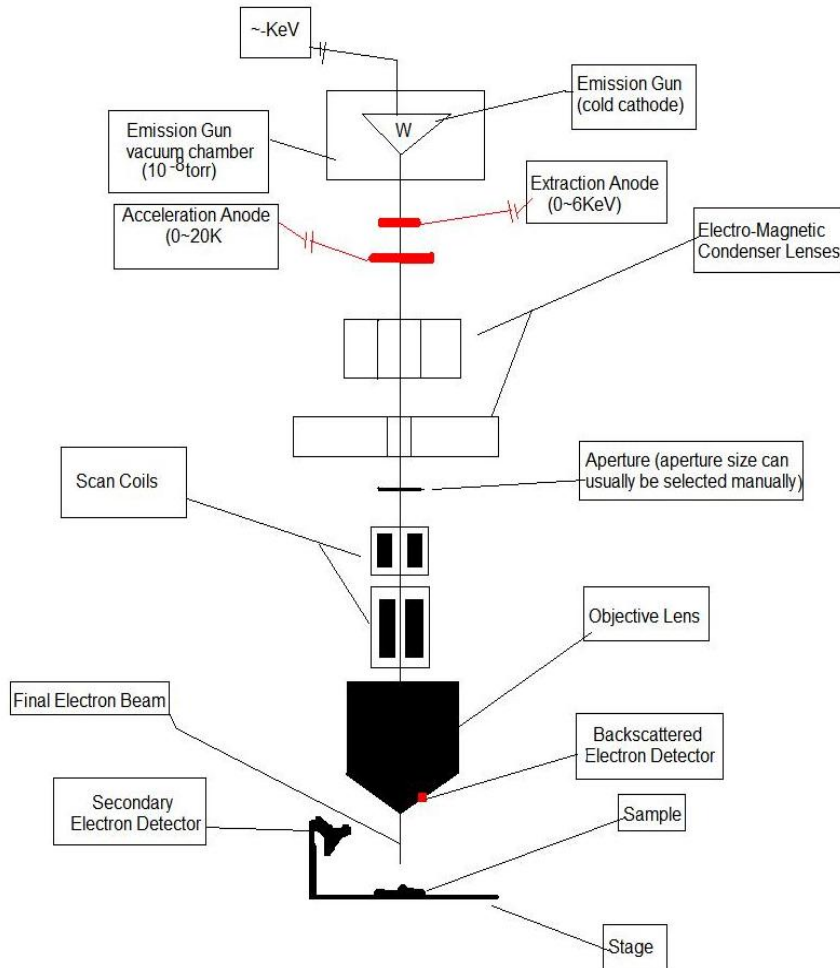 ~-KeV
Emission Gun
(cold cathode)
W
Emission Gun
vacuum chamber
(10 -8 torr)
Extraction Anode
(0~6KeV)
Acceleration Anode
(0~20K
Electro-Magnetic
Condenser Lenses
Aperture (aperture size can
usually be selected manually)
Scan Coils
Objective Lens
Final Electron Beam
Backscattered
Electron Detector
Secondary
Electron Detector
Sample
Stage